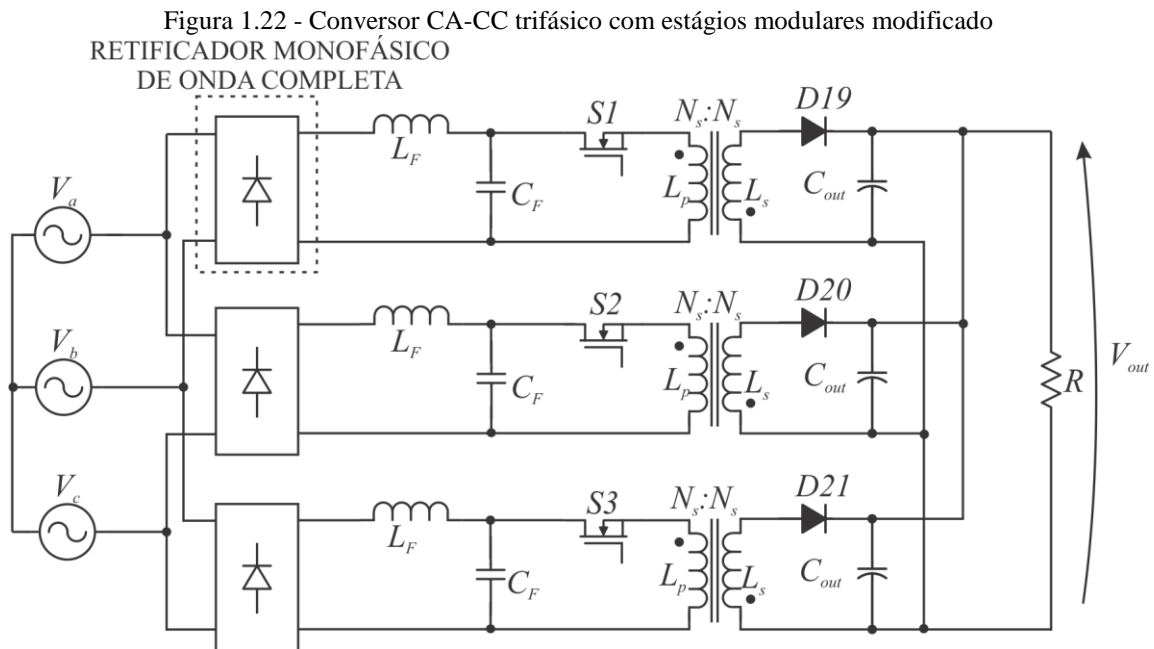 Figura 1.22 - Conversor CA-CC trifásico com estágios modulares modificado
RETIFICADOR MONOFÁSICO
DE ONDA COMPLETA
V_a
L_F
C_F
S1
N_s:N_s
L_p
L_s
D19
C_out
V_b
L_F
C_F
S2
N_s:N_s
L_p
L_s
D20
C_out
R
V_out
V_c
L_F
C_F
S3
N_s:N_s
L_p
L_s
D21
C_out